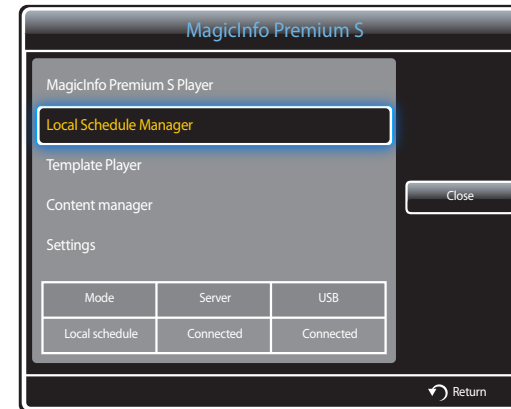 MagicInfo Premium S
MagicInfo Premium S Player
Local Schedule Manager
Template Player
Content manager
Settings
Close
Mode Server USB
Local schedule Connected Connected
Return